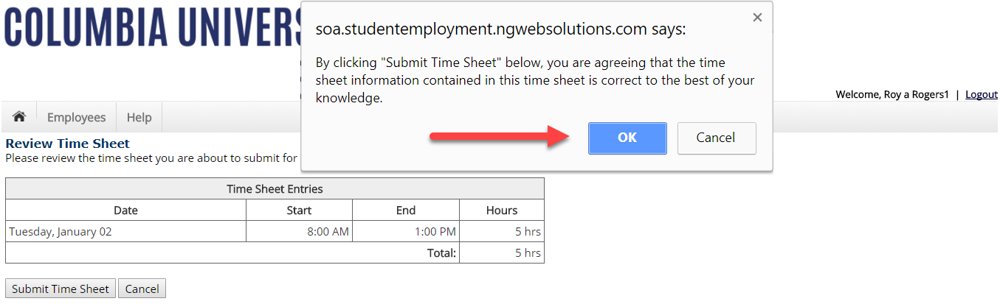 COLUMBIA UNIVERS
soa.studentemployment.ngwebsolutions.com says:
By clicking "Submit Time Sheet" below, you are agreeing that the time
sheet information contained in this time sheet is correct to the best of your
knowledge.
OK Cancel
Welcome, Roy a Rogers1 | Logout
Employees Help
Review Time Sheet
Please review the time sheet you are about to submit for
Time Sheet Entries
Date Start End Hours
Tuesday, January 02 8:00 AM 1:00 PM 5 hrs
Total: 5 hrs
Submit Time Sheet Cancel